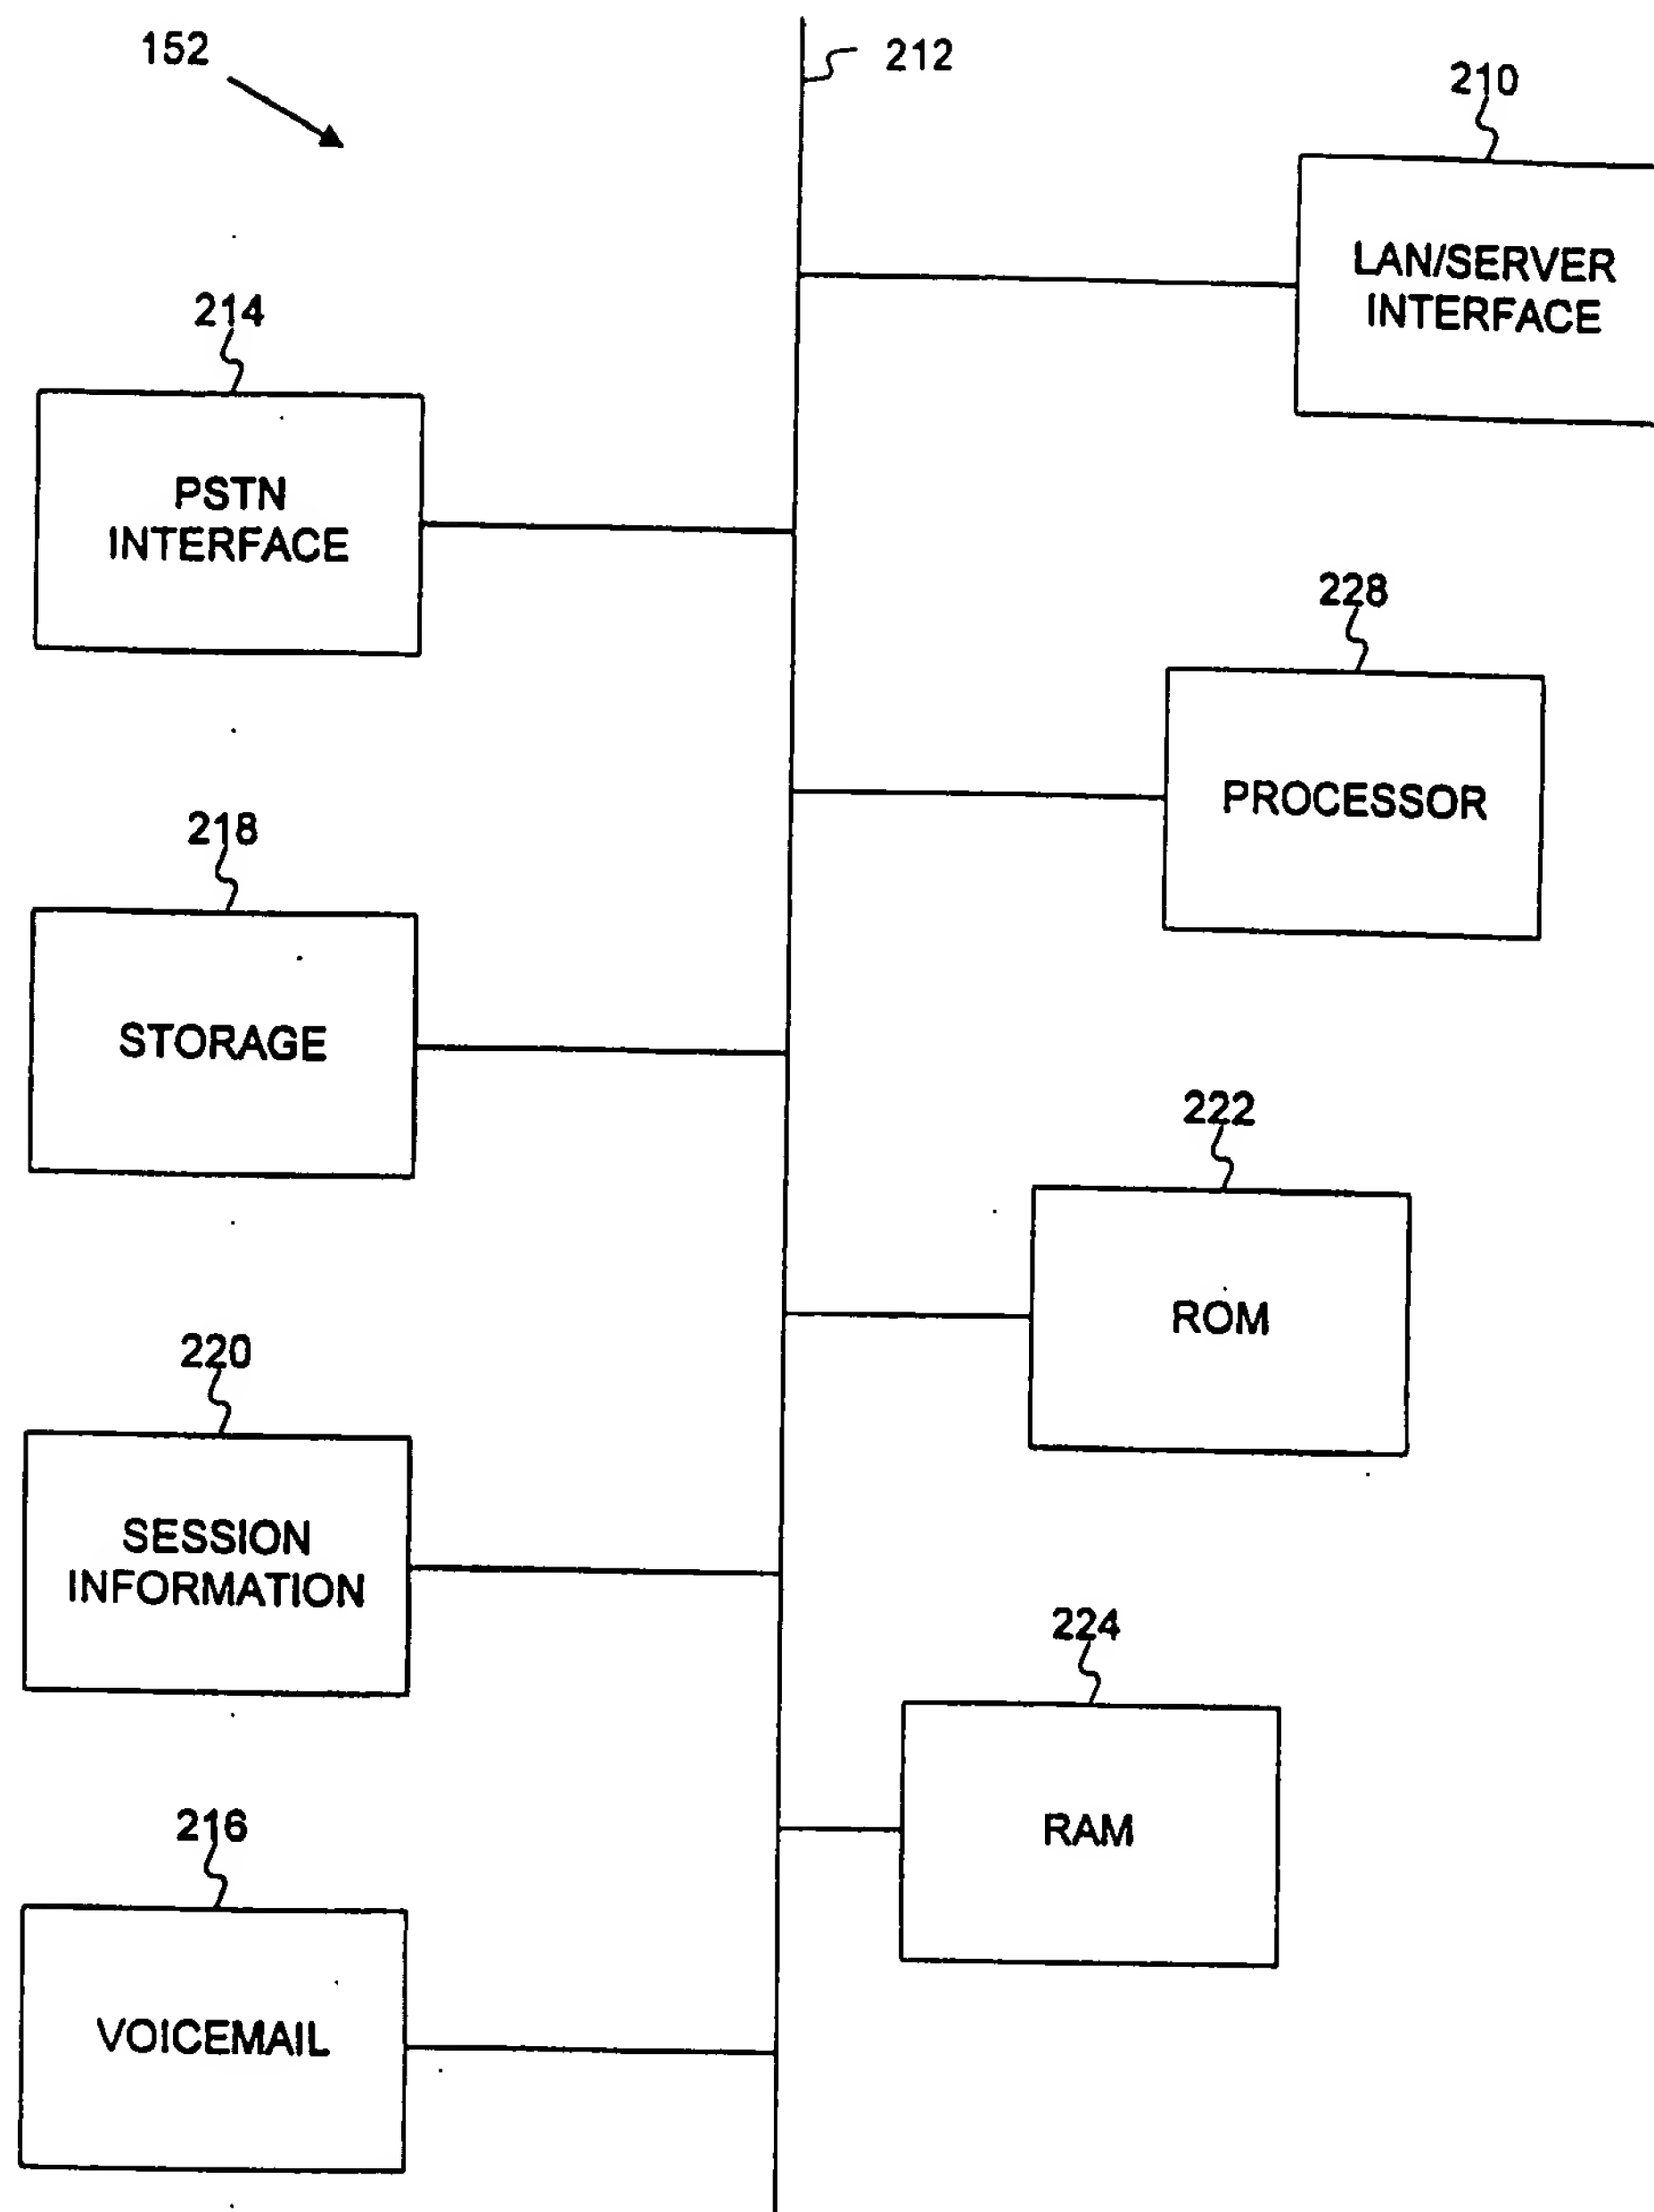 152
212
210
LAN/SERVER
INTERFACE
214
PSTN
INTERFACE
228
PROCESSOR
218
STORAGE
222
ROM
220
SESSION
INFORMATION
224
RAM
216
VOICEMAIL